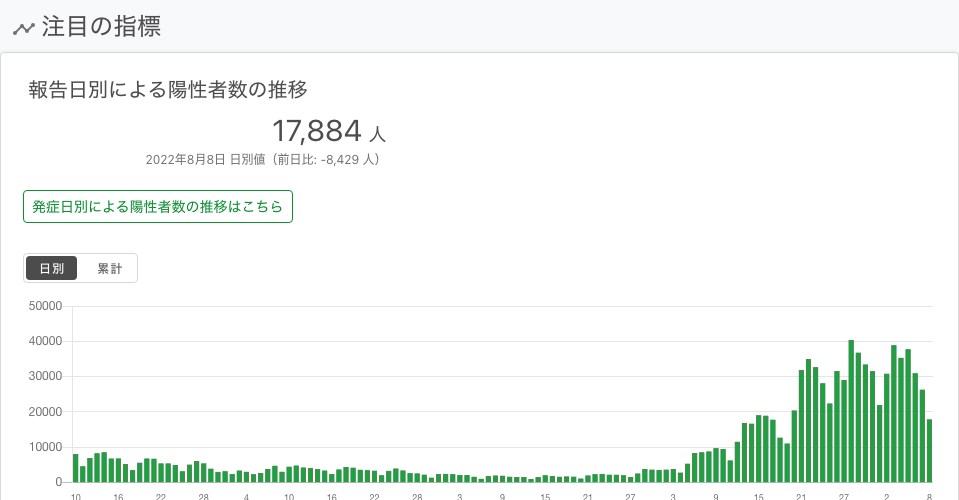 注目の指標
報告日別による陽性者数の推移
17,884 人
2022年8月8日 日別値（前日比: -8,429 人）
発症日別による陽性者数の推移はこちら
日別 累計
50000
40000
30000
20000
10000
0
10 16 22 28 4 10 16 22 28 3 9 15 21 27 3 9 15 21 27 2 8